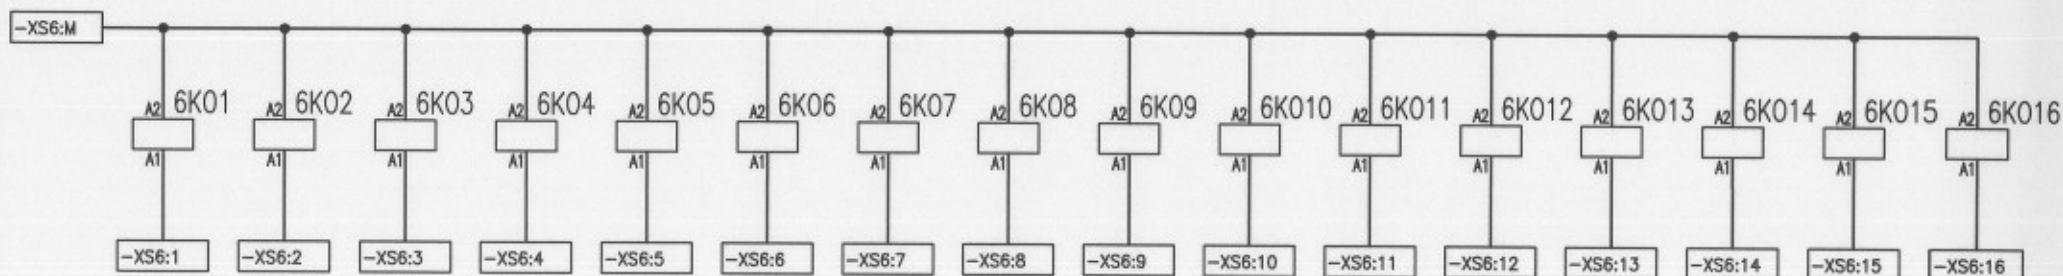 -XS6:M
A2 6K01 A2 6K02 A2 6K03 A2 6K04 A2 6K05 A2 6K06 A2 6K07 A2 6K08 A2 6K09 A2 6K010 A2 6K011 A2 6K012 A2 6K013 A2 6K014 A2 6K015 A2 6K016
A1 A1 A1 A1 A1 A1 A1 A1 A1 A1 A1 A1 A1 A1 A1 A1
-XS6:1 -XS6:2 -XS6:3 -XS6:4 -XS6:5 -XS6:6 -XS6:7 -XS6:8 -XS6:9 -XS6:10 -XS6:11 -XS6:12 -XS6:13 -XS6:14 -XS6:15 -XS6:16